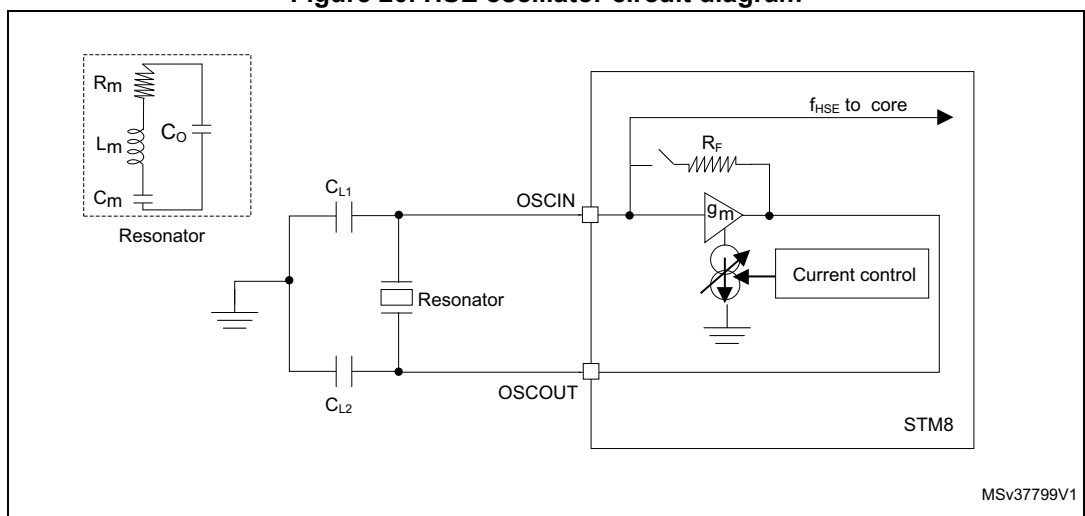 Figure 20. HSE oscillator circuit diagram
Rm
Lm
CO
Cm
Resonator
CL1
CL2
Resonator
OSCIN
OSCOUT
fHSE to core
RF
gm
Current control
STM8
MSv37799V1